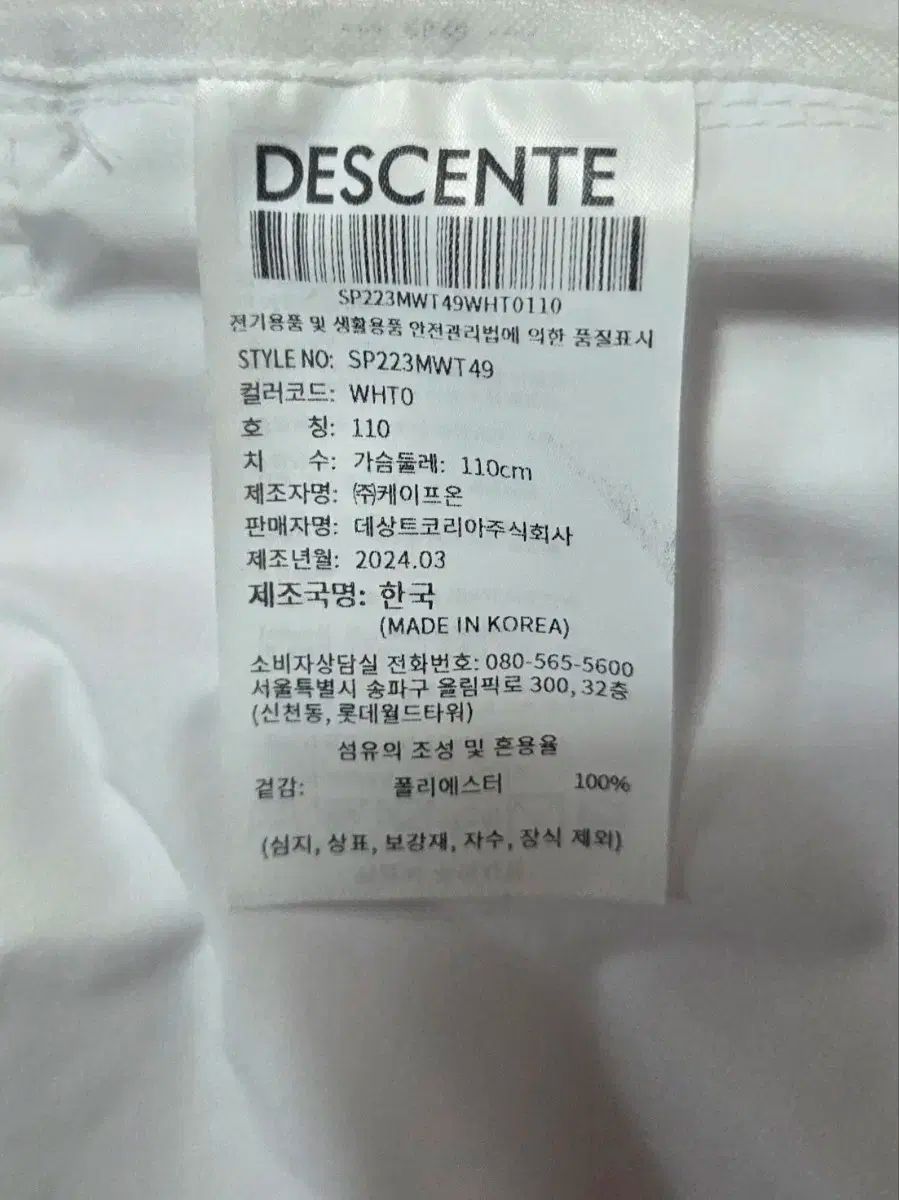 DESCENTE
SP223MWT49WHT0110
전기용품 및 생활용품 안전관리법에 의한 품질표시
STYLE NO: SP223MWT49
컬러코드: WHT0
호 칭: 110
치 수: 가슴둘레: 110cm
제조자명: ㈜케이프온
판매자명: 데상트코리아주식회사
제조년월: 2024.03
제조국명: 한국
(MADE IN KOREA)
소비자상담실 전화번호: 080-565-5600
서울특별시 송파구 올림픽로 300, 32층
(신천동, 롯데월드타워)
섬유의 조성 및 혼용율
겉감: 폴리에스터 100%
(심지, 상표, 보강재, 자수, 장식 제외)